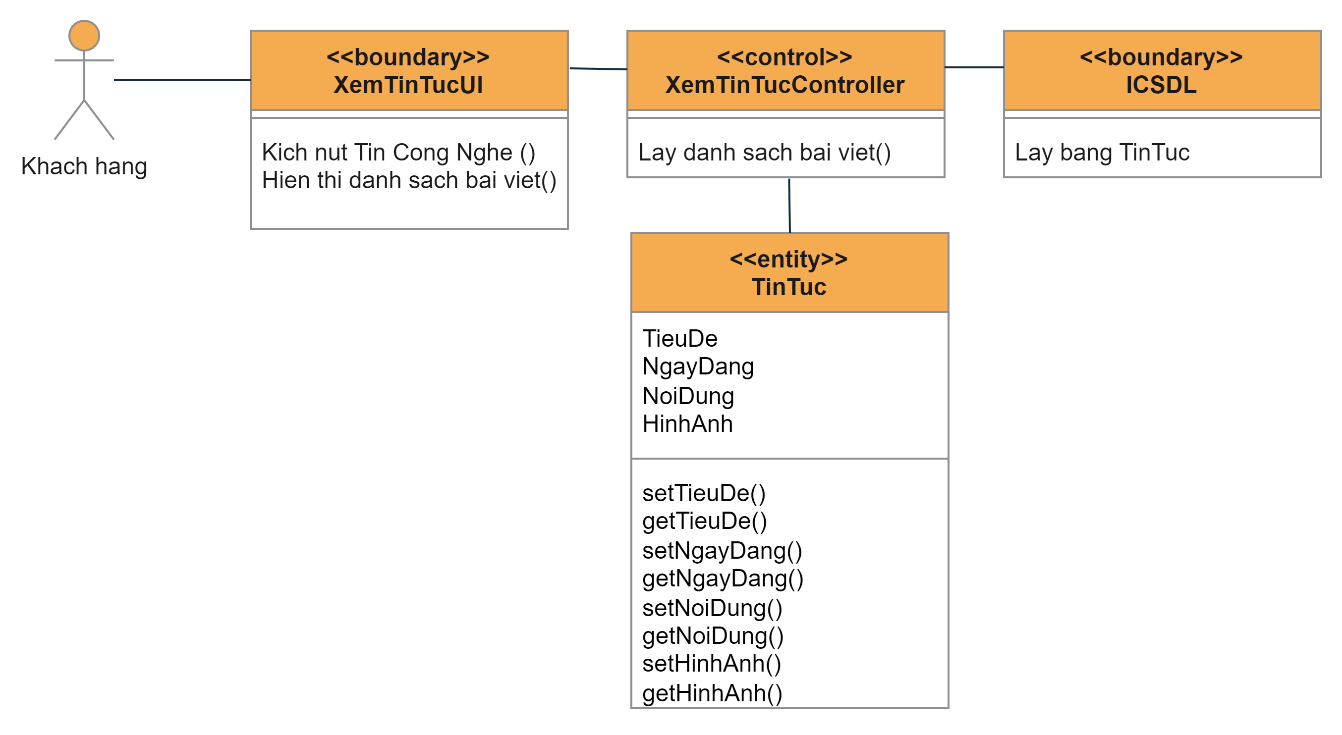 Khach hang
<<boundary>>
XemTinTucUI
Kich nut Tin Cong Nghe ()
Hien thi danh sach bai viet()
<<control>>
XemTinTucController
Lay danh sach bai viet()
<<boundary>>
ICSDL
Lay bang TinTuc
<<entity>>
TinTuc
TieuDe
NgayDang
NoiDung
HinhAnh
setTieuDe()
getTieuDe()
setNgayDang()
getNgayDang()
setNoiDung()
getNoiDung()
setHinhAnh()
getHinhAnh()